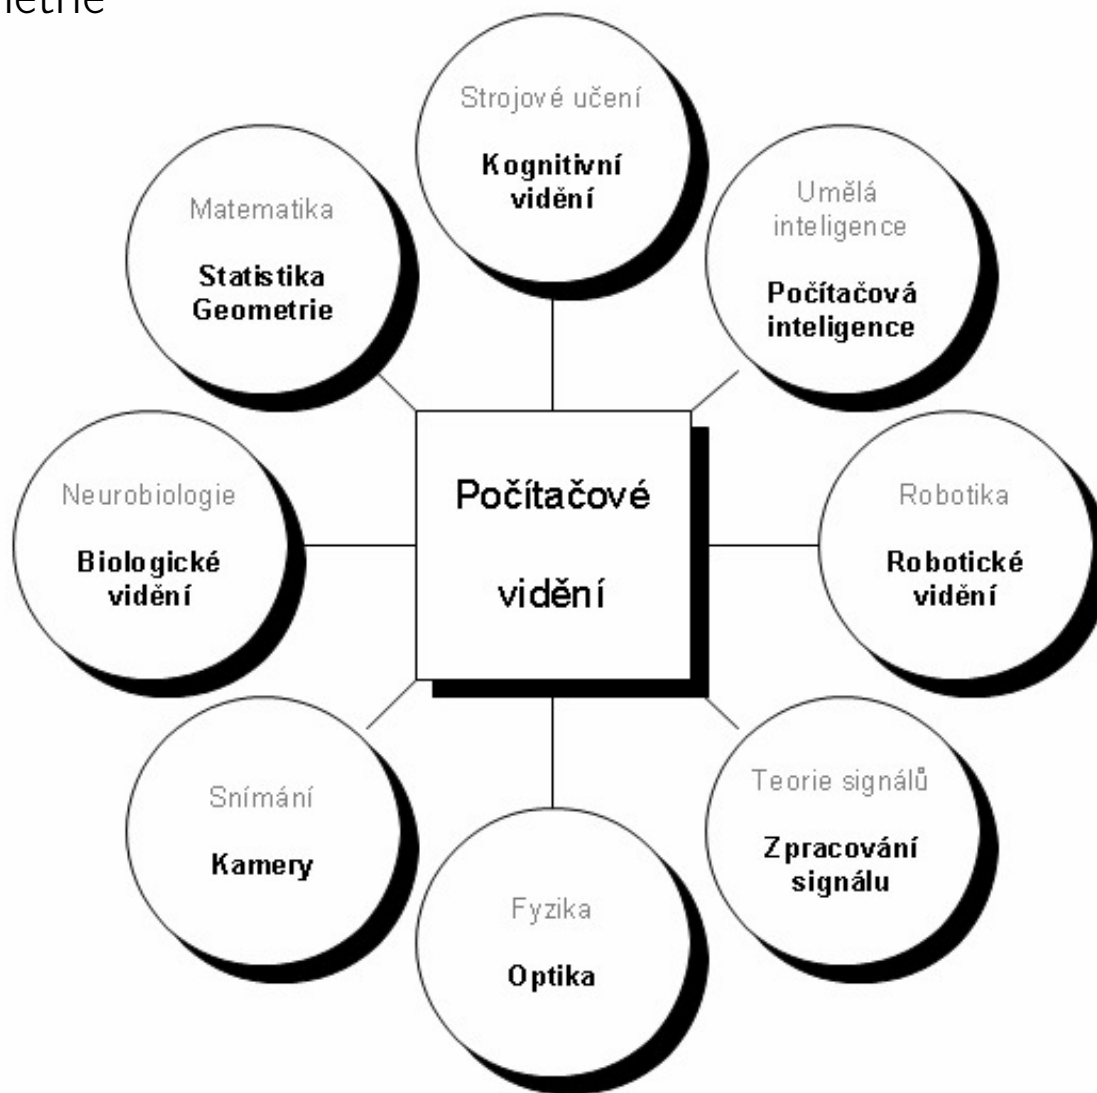 Strojové učení
Kognitivní
vidění
Umělá
inteligence
Počítačová
inteligence
Matematika
Statistika
Geometrie
Počítačové
vidění
Neurobiologie
Biologické
vidění
Robotika
Robotické
vidění
Snímání
Kamery
Teorie signálů
Zpracování
signálu
Fyzika
Optika